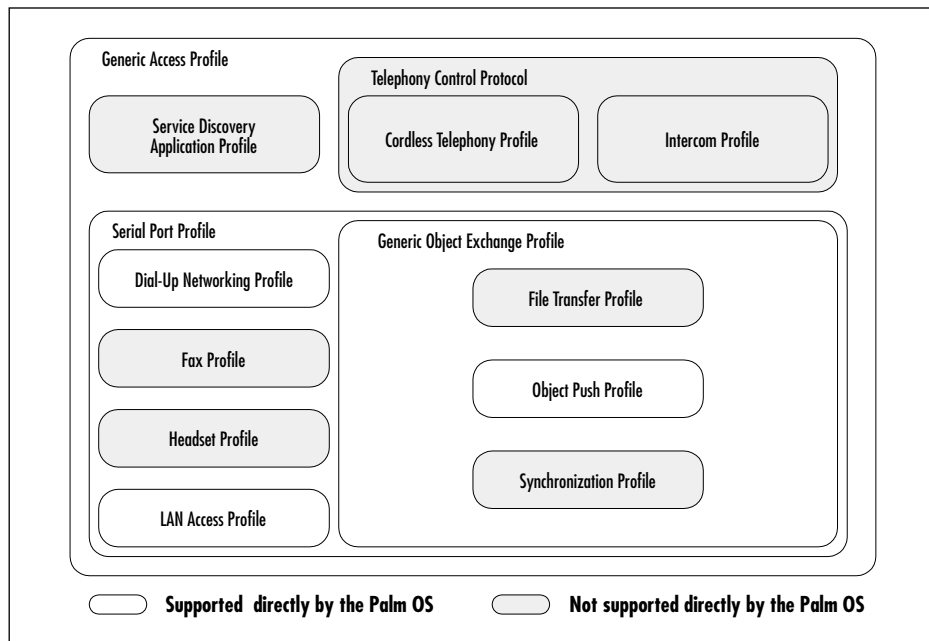 Generic Access Profile
Telephony Control Protocol
Service Discovery
Application Profile
Cordless Telephony Profile
Intercom Profile
Serial Port Profile
Generic Object Exchange Profile
Dial-Up Networking Profile
File Transfer Profile
Fax Profile
Object Push Profile
Headset Profile
Synchronization Profile
LAN Access Profile
Supported directly by the Palm OS
Not supported directly by the Palm OS